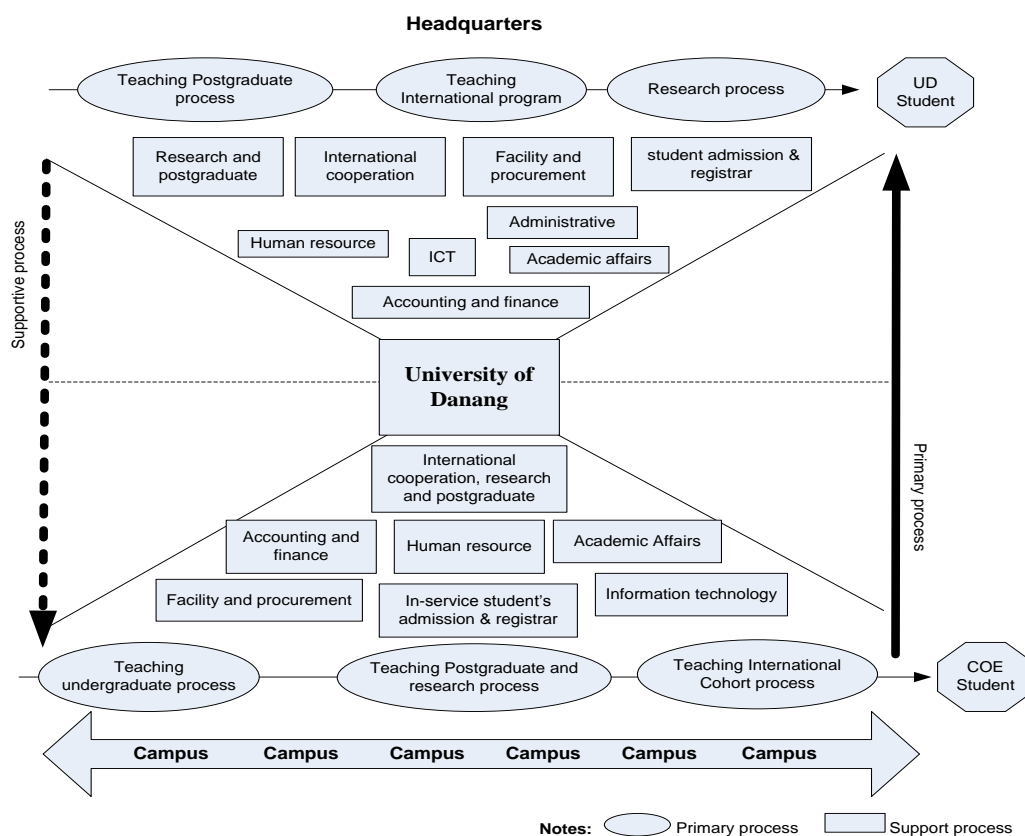 Headquarters
Teaching Postgraduate
process
Teaching
International program
Research process
UD
Student
Research and
postgraduate
International
cooperation
Facility and
procurement
student admission &
registrar
Administrative
Human resource
ICT
Academic affairs
Accounting and finance
Supportive process
University of
Danang
Primary process
International
cooperation, research
and postgraduate
Accounting and
finance
Human resource
Academic Affairs
Facility and procurement
In-service student's
admission & registrar
Information technology
Teaching
undergraduate process
Teaching Postgraduate and
research process
Teaching International
Cohort process
COE
Student
Campus Campus Campus Campus Campus Campus
Notes: Primary process Support process